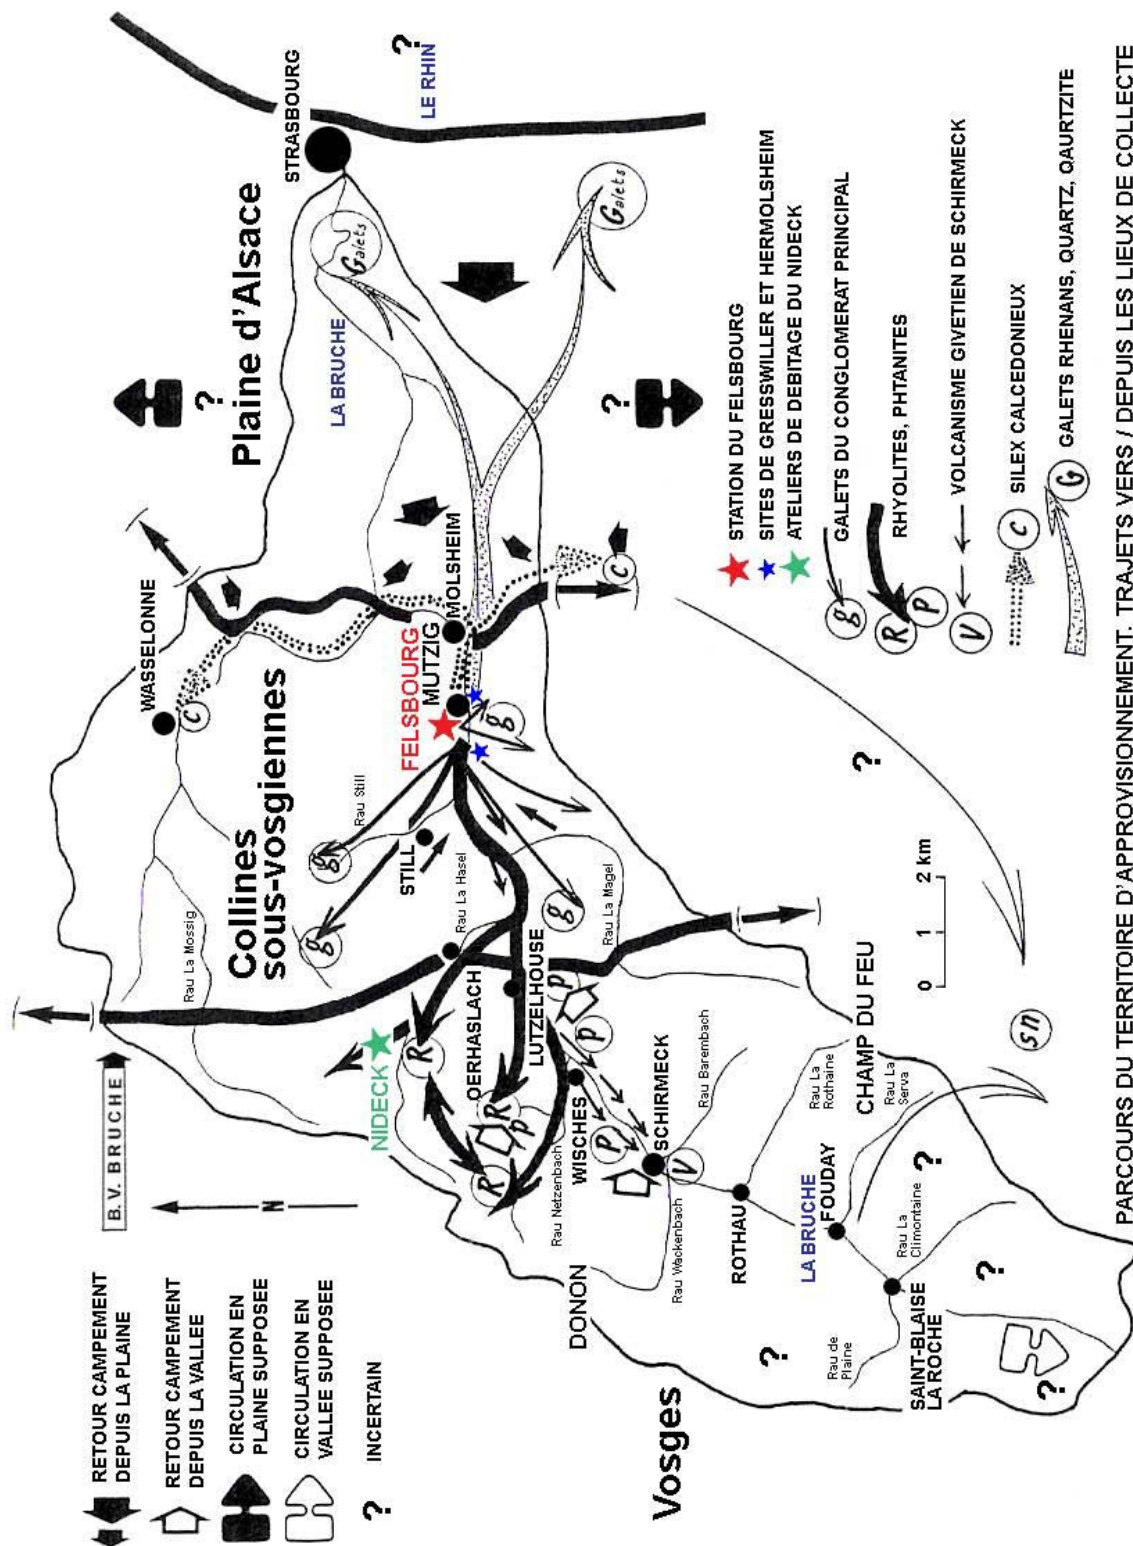 RETOUR CAMPEMENT
DEPUIS LA PLAINE
RETOUR CAMPEMENT
DEPUIS LA VALLEE
CIRCULATION EN
PLAINE SUPPOSEE
CIRCULATION EN
VALLEE SUPPOSEE
?
INCERTAIN
B.V. BRUCHE
N
Vosges
DONON
NIDECK
Rau La Mossig
Collines
sous-vosgiennes
WASSELONNE
C
Plaine d'Alsace
?
LA BRUCHE
STRASBOURG
?
LE RHIN
Galets
Galets
?
g
g
Rau Still
STILL
Rau La Hasel
FELSBOURG
MUTZIG
MOLSHEIM
g
g
C
R
OERHASLACH
R
p
R
LUTZELHOUSE
p
Rau La Magel
Rau Netzenbach
WISCHES
p
P
SCHIRMECK
V
Rau Barembach
Rau Wackenbach
ROTHAU
Rau La
Rothaine
CHAMP DU FEU
Rau La
Serva
LA BRUCHE
FOUDAY
Rau La
Climontaine
?
?
?
?
?
Rau de
Plaine
SAINT-BLAISE
LA ROCHE
sn
0 1 2 km
STATION DU FELSBOURG
SITES DE GRESSWILLER ET HERMOLSHEIM
ATELIERS DE DEBITAGE DU NIDECK
g
GALETS DU CONGLOMERAT PRINCIPAL
R
P
RHYOLITES, PHTANITES
V
VOLCANISME GIVETIEN DE SCHIRMECK
C
SILEX CALCEDONIEUX
G
GALETS RHENANS, QUARTZ, QAURTZITE
PARCOURS DU TERRITOIRE D'APPROVISIONNEMENT. TRAJETS VERS / DEPUIS LES LIEUX DE COLLECTE